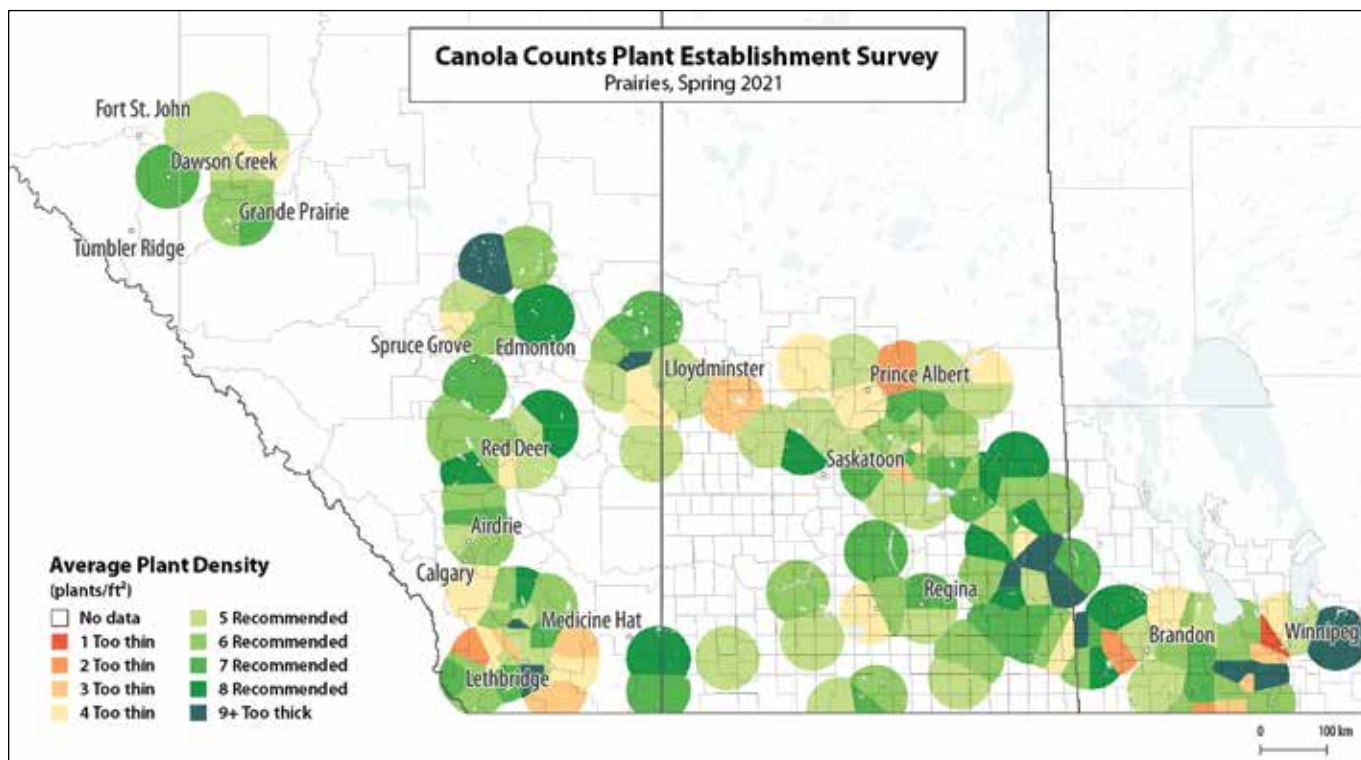 Canola Counts Plant Establishment Survey
Prairies, Spring 2021
Fort St. John
Dawson Creek
Grande Prairie
Tumbler Ridge
Spruce Grove
Edmonton
Lloydminster
Prince Albert
Red Deer
Saskatoon
Airdrie
Calgary
Regina
Medicine Hat
Brandon
Winnipeg
Lethbridge
Average Plant Density
(plants/ft²)
No data
1 Too thin
2 Too thin
3 Too thin
4 Too thin
5 Recommended
6 Recommended
7 Recommended
8 Recommended
9+ Too thick
0 100 km